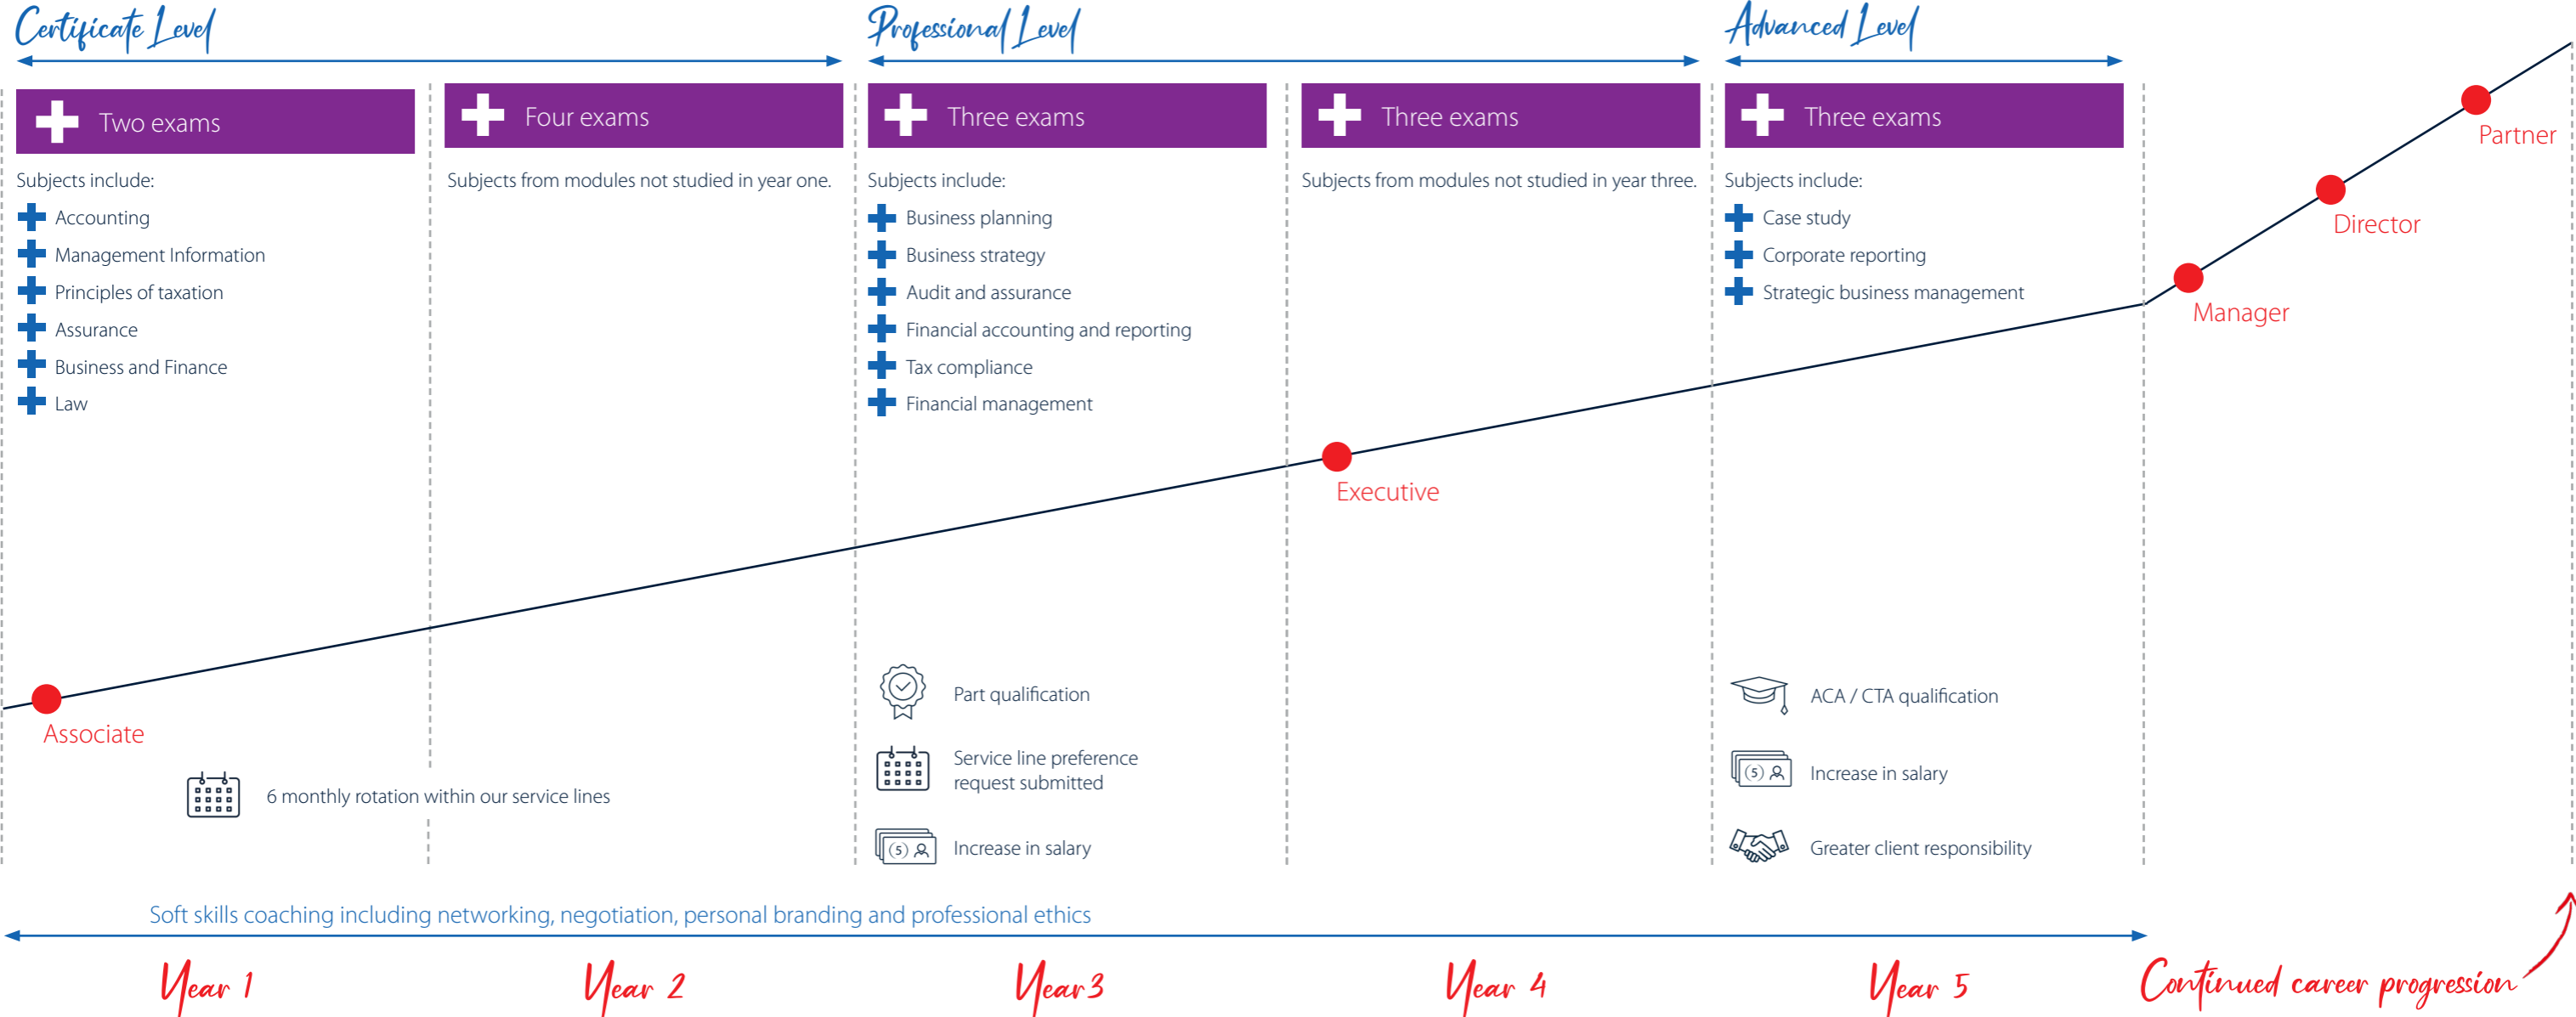 Certificate Level
Professional Level
Advanced Level
Two exams
Subjects include:
Accounting
Management Information
Principles of taxation
Assurance
Business and Finance
Law
Four exams
Subjects from modules not studied in year one.
Three exams
Subjects include:
Business planning
Business strategy
Audit and assurance
Financial accounting and reporting
Tax compliance
Financial management
Three exams
Subjects from modules not studied in year three.
Three exams
Subjects include:
Case study
Corporate reporting
Strategic business management
Partner
Director
Manager
Executive
Associate
6 monthly rotation within our service lines
Part qualification
Service line preference
request submitted
(5)
Increase in salary
ACA / CTA qualification
(5)
Increase in salary
Greater client responsibility
Soft skills coaching including networking, negotiation, personal branding and professional ethics
Year 1
Year 2
Year 3
Year 4
Year 5
Continued career progression